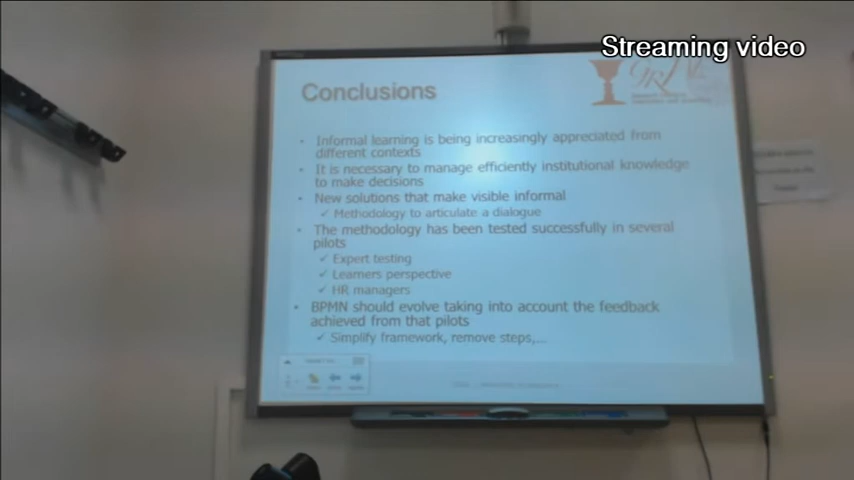 Streaming video
Conclusions
• Informal learning is being increasingly appreciated from
different contexts
• It is necessary to manage efficiently institutional knowledge
to make decisions
• New solutions that make visible informal
✓ Methodology to articulate a dialogue
• The methodology has been tested successfully in several
pilots
✓ Expert testing
✓ Learners perspective
✓ HR managers
• BPMN should evolve taking into account the feedback
achieved from that pilots
✓ Simplify framework, remove steps,...